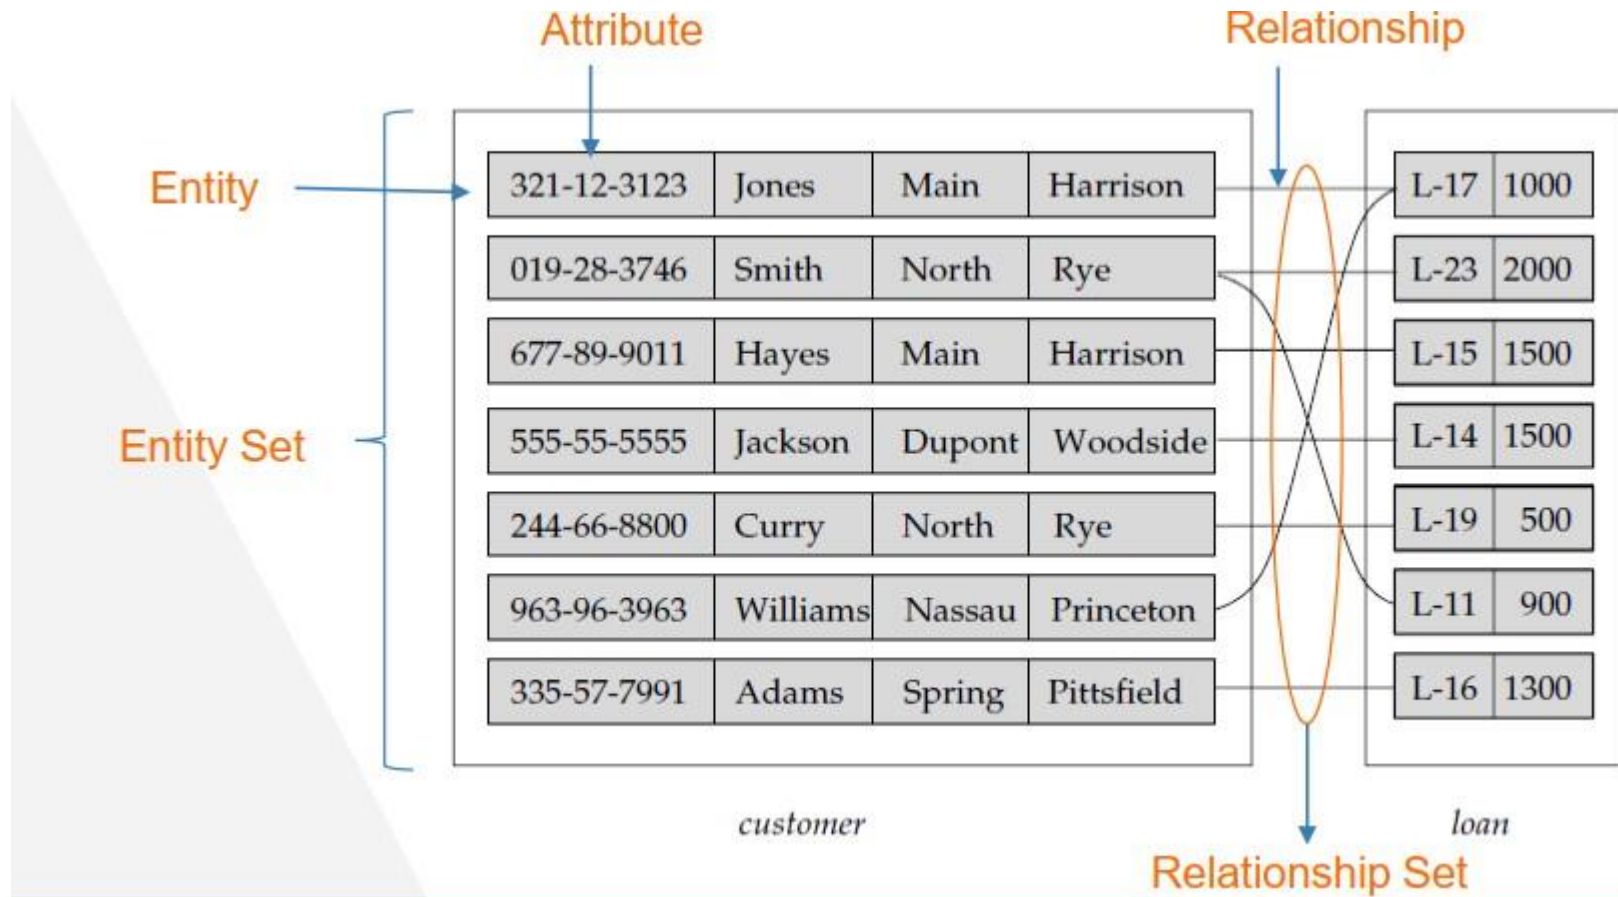 Attribute
Relationship
Entity
Entity Set
321-12-3123 Jones Main Harrison
019-28-3746 Smith North Rye
677-89-9011 Hayes Main Harrison
555-55-5555 Jackson Dupont Woodside
244-66-8800 Curry North Rye
963-96-3963 Williams Nassau Princeton
335-57-7991 Adams Spring Pittsfield
L-17 1000
L-23 2000
L-15 1500
L-14 1500
L-19 500
L-11 900
L-16 1300
customer
loan
Relationship Set